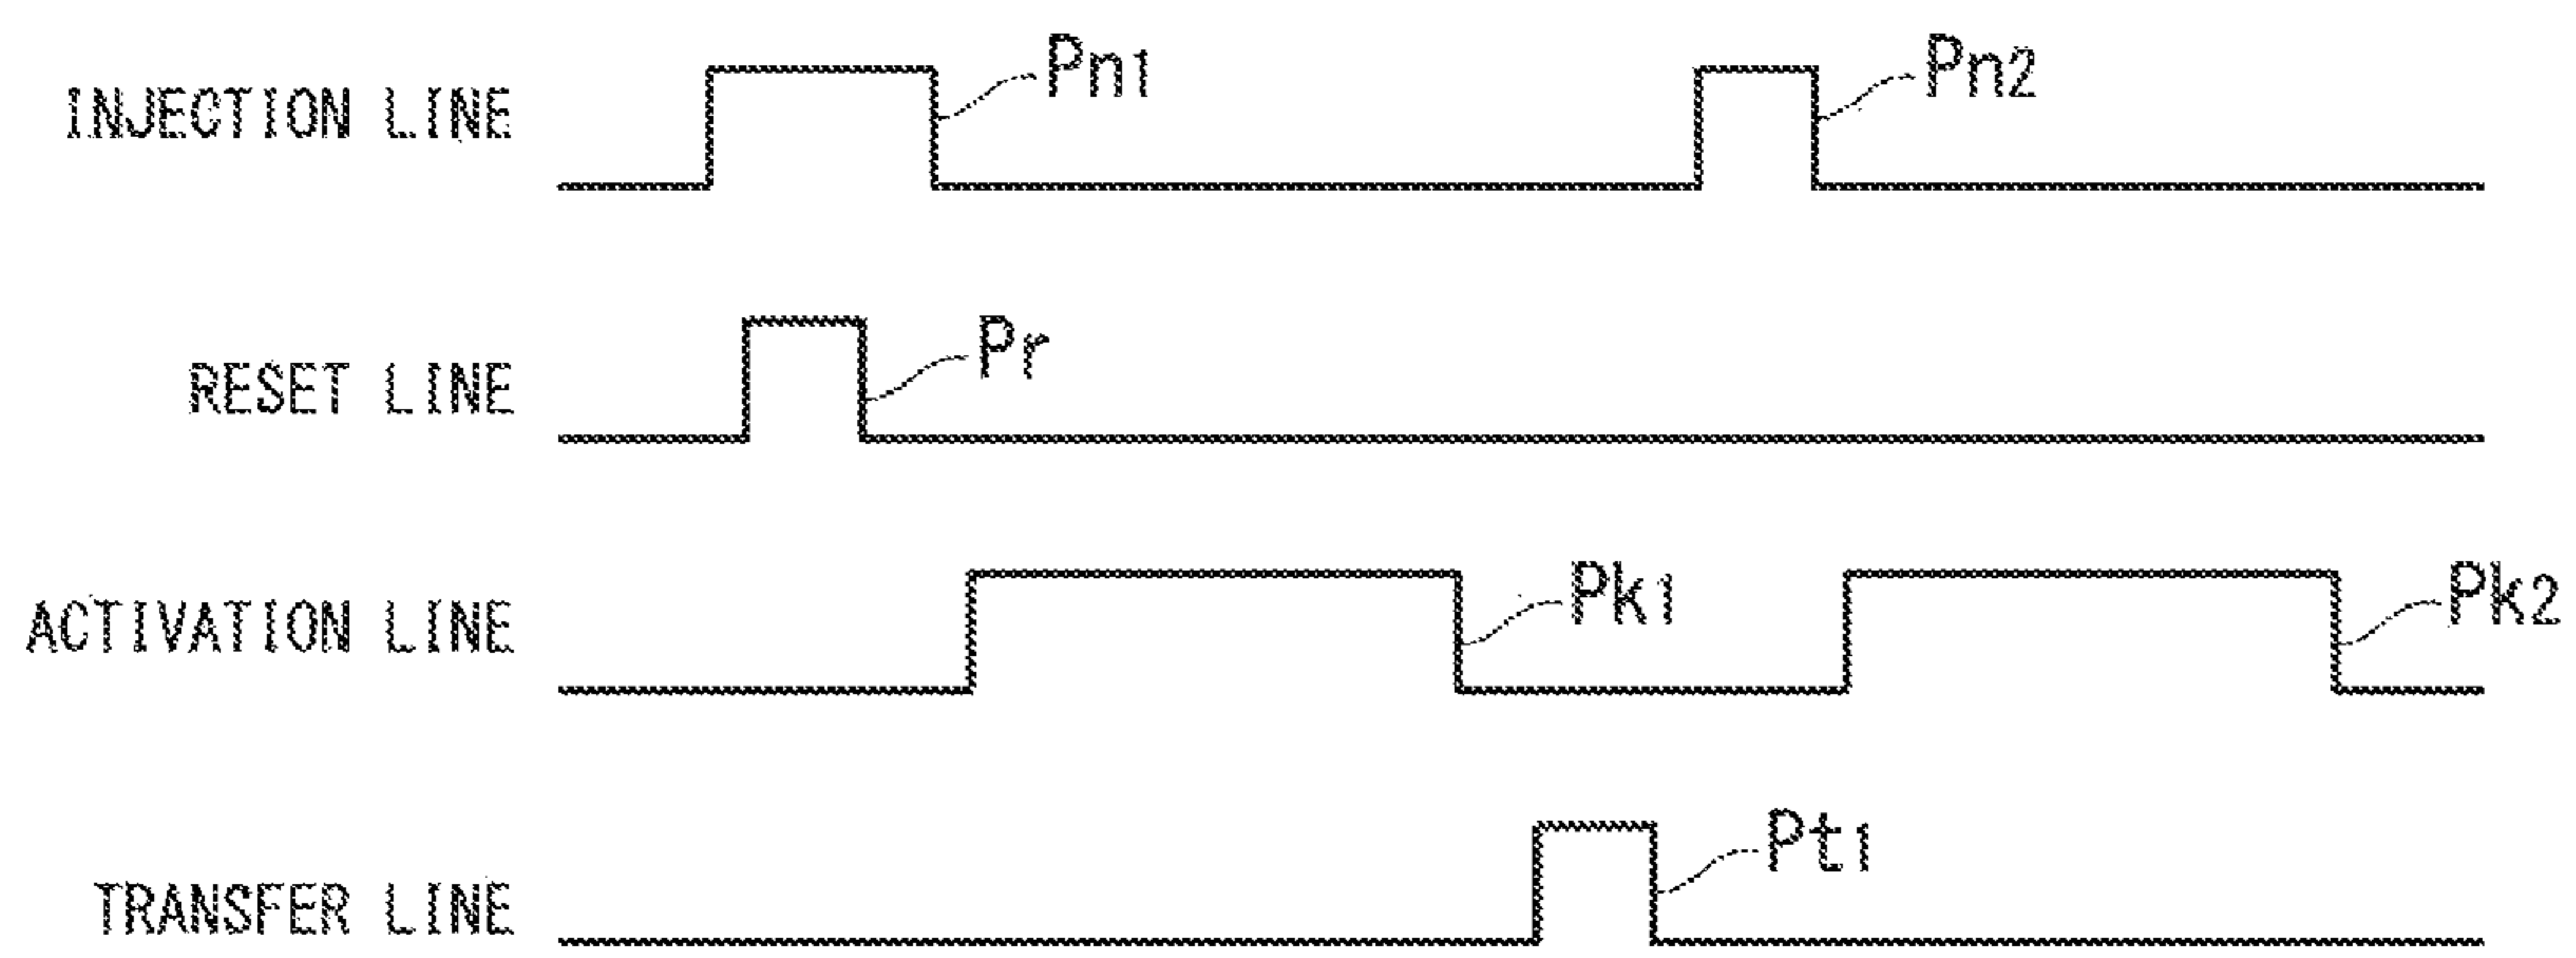 INJECTION LINE
Pn1
Pn2
RESET LINE
Pr
ACTIVATION LINE
Pk1
Pk2
TRANSFER LINE
Pt1